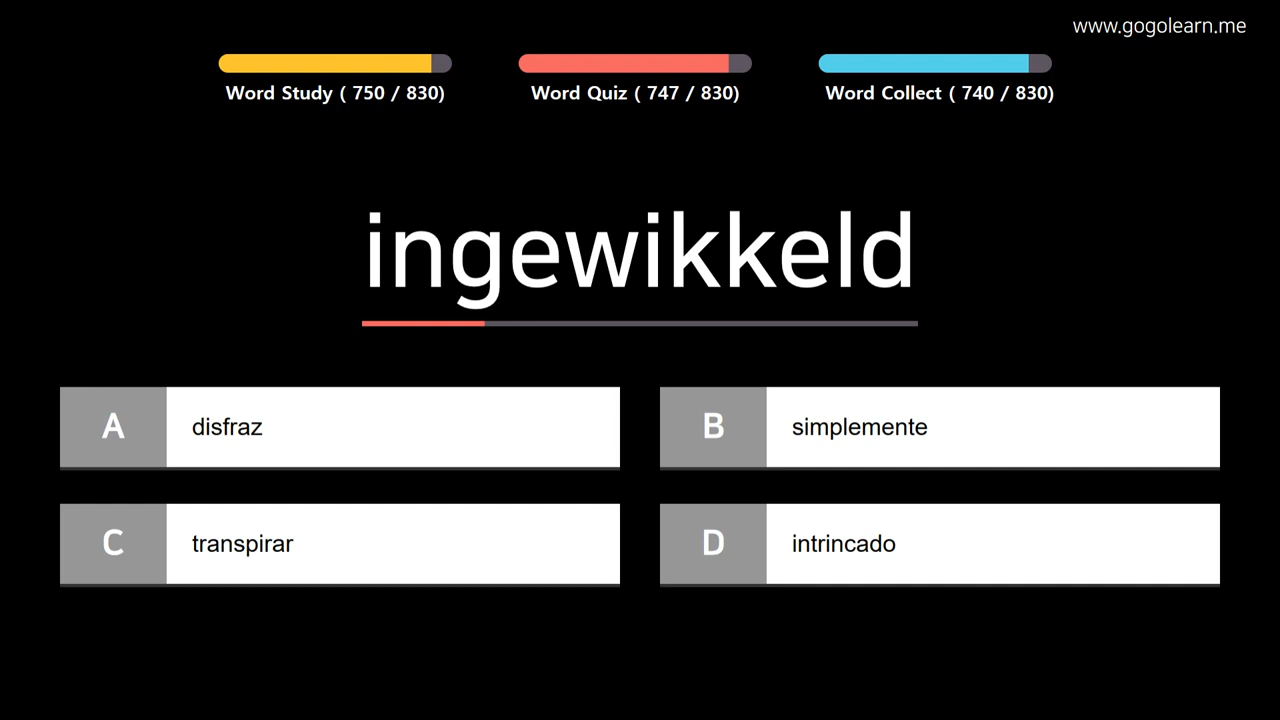 www.gogolearn.me
Word Study ( 750 / 830)
Word Quiz ( 747 / 830)
Word Collect ( 740 / 830)
ingewikkeld
A disfraz
B simplemente
C transpirar
D intrincado